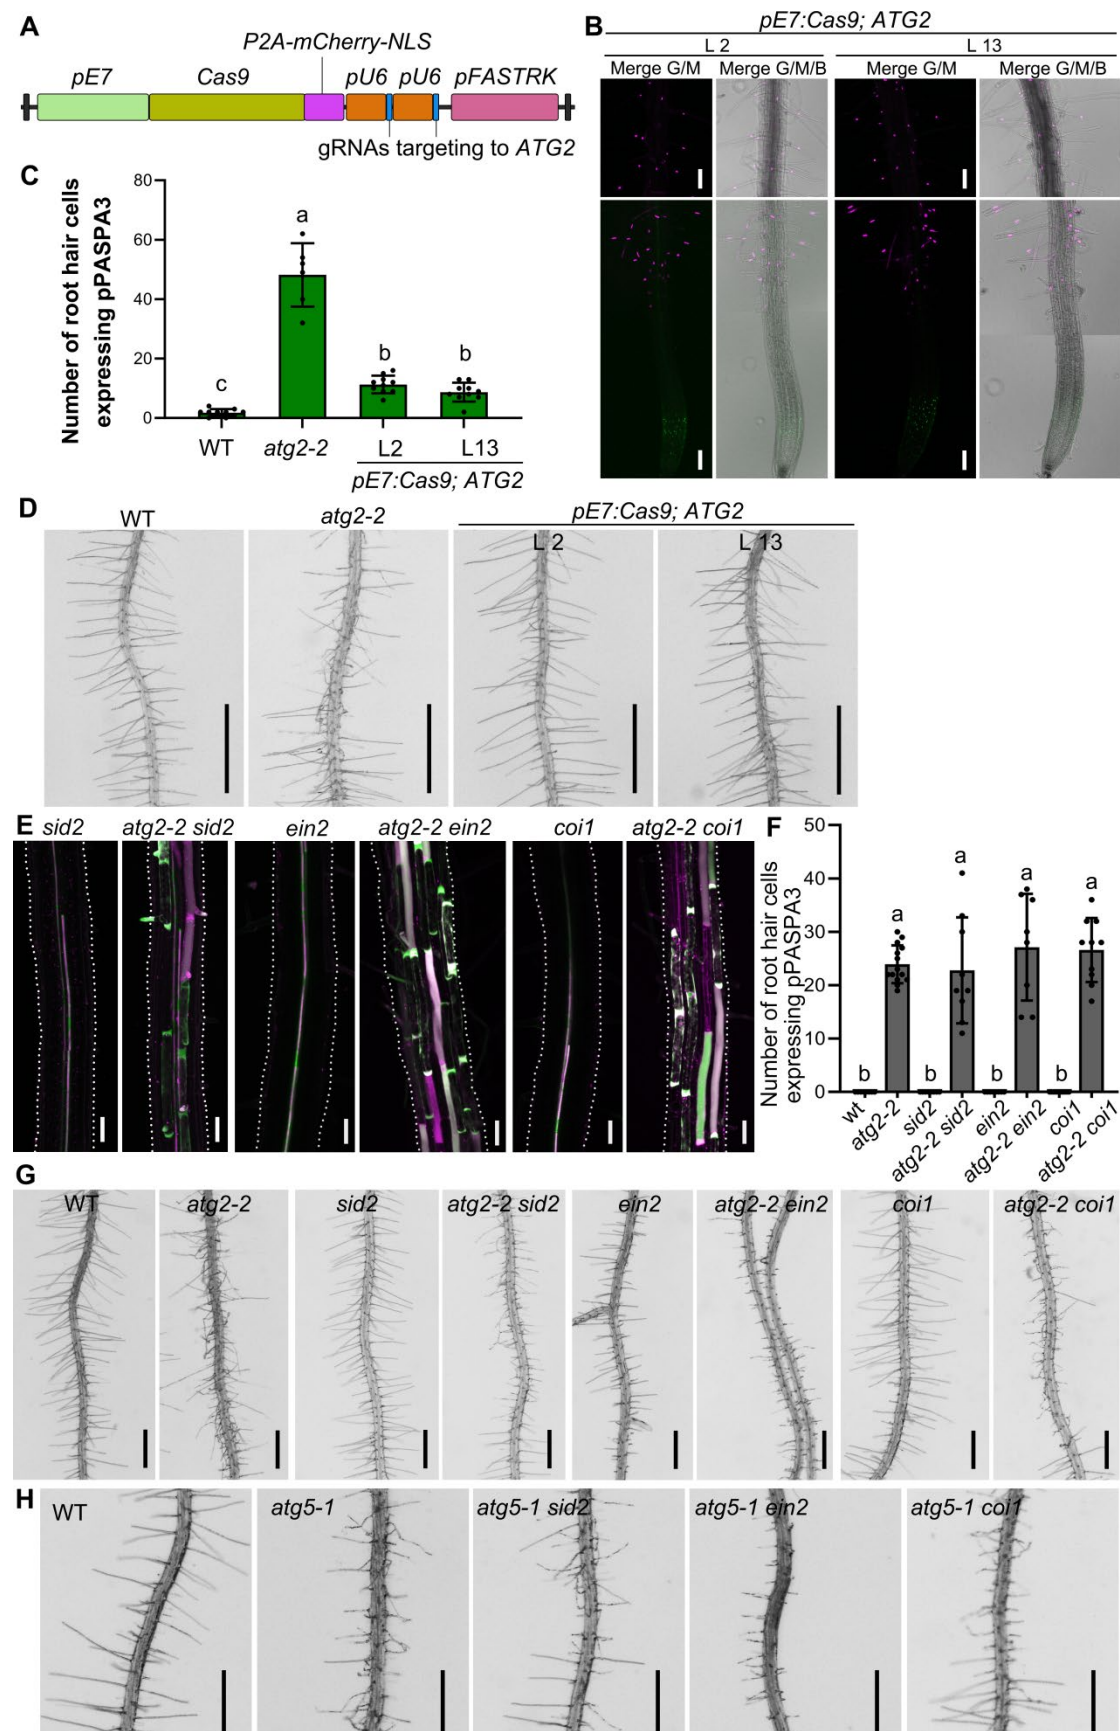 A
P2A-mCherry-NLS
pE7 Cas9 pU6 pU6 pFASTRK
gRNAs targeting to ATG2
B
pE7:Cas9; ATG2
L 2 L 13
Merge G/M Merge G/M/B Merge G/M Merge G/M/B
C
Number of root hair cells
expressing pPASPA3
80
60
40
20
0
c a b b
WT atg2-2 L2 L13
pE7:Cas9; ATG2
D
WT atg2-2 pE7:Cas9; ATG2
L 2 L 13
E
sid2 atg2-2 sid2 ein2 atg2-2 ein2 coi1 atg2-2 coi1
F
Number of root hair cells
expressing pPASPA3
50
40
30
20
10
0
b a b a b a b a
wt atg2-2 sid2 atg2-2 sid2 ein2 atg2-2 ein2 coi1 atg2-2 coi1
G
WT atg2-2 sid2 atg2-2 sid2 ein2 atg2-2 ein2 coi1 atg2-2 coi1
H
WT atg5-1 atg5-1 sid2 atg5-1 ein2 atg5-1 coi1